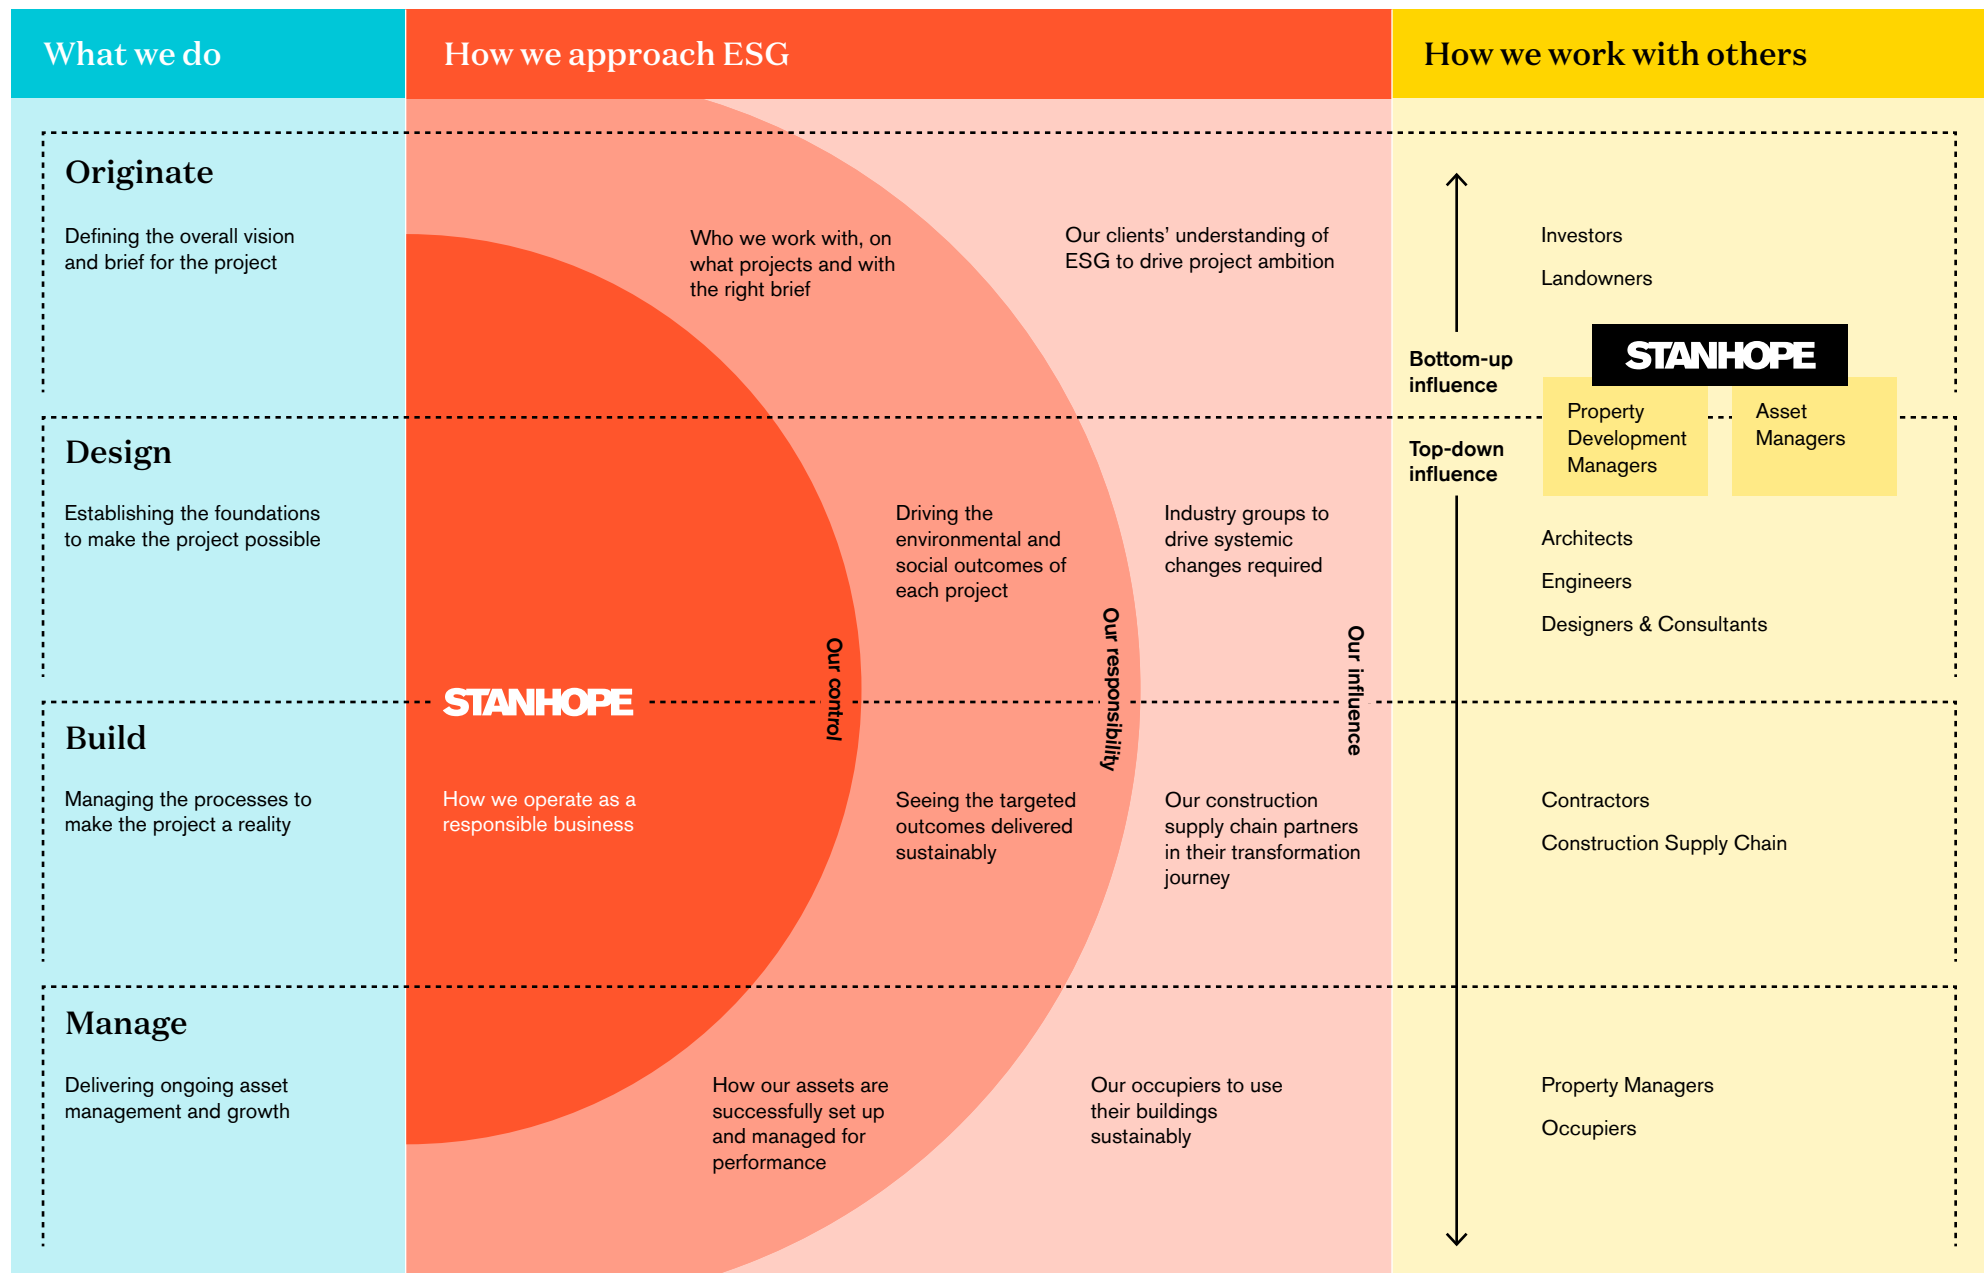 What we do
How we approach ESG
How we work with others
Originate
Defining the overall vision
and brief for the project
Who we work with, on
what projects and with
the right brief
Our clients’ understanding of
ESG to drive project ambition
Investors
Landowners
Bottom-up
influence
STANHOPE
Property
Development
Managers
Asset
Managers
Top-down
influence
Design
Establishing the foundations
to make the project possible
Driving the
environmental and
social outcomes of
each project
Industry groups to
drive systemic
changes required
Architects
Engineers
Designers & Consultants
STANHOPE
Our control
Our responsibility
Our influence
Build
Managing the processes to
make the project a reality
How we operate as a
responsible business
Seeing the targeted
outcomes delivered
sustainably
Our construction
supply chain partners
in their transformation
journey
Contractors
Construction Supply Chain
Manage
Delivering ongoing asset
management and growth
How our assets are
successfully set up
and managed for
performance
Our occupiers to use
their buildings
sustainably
Property Managers
Occupiers